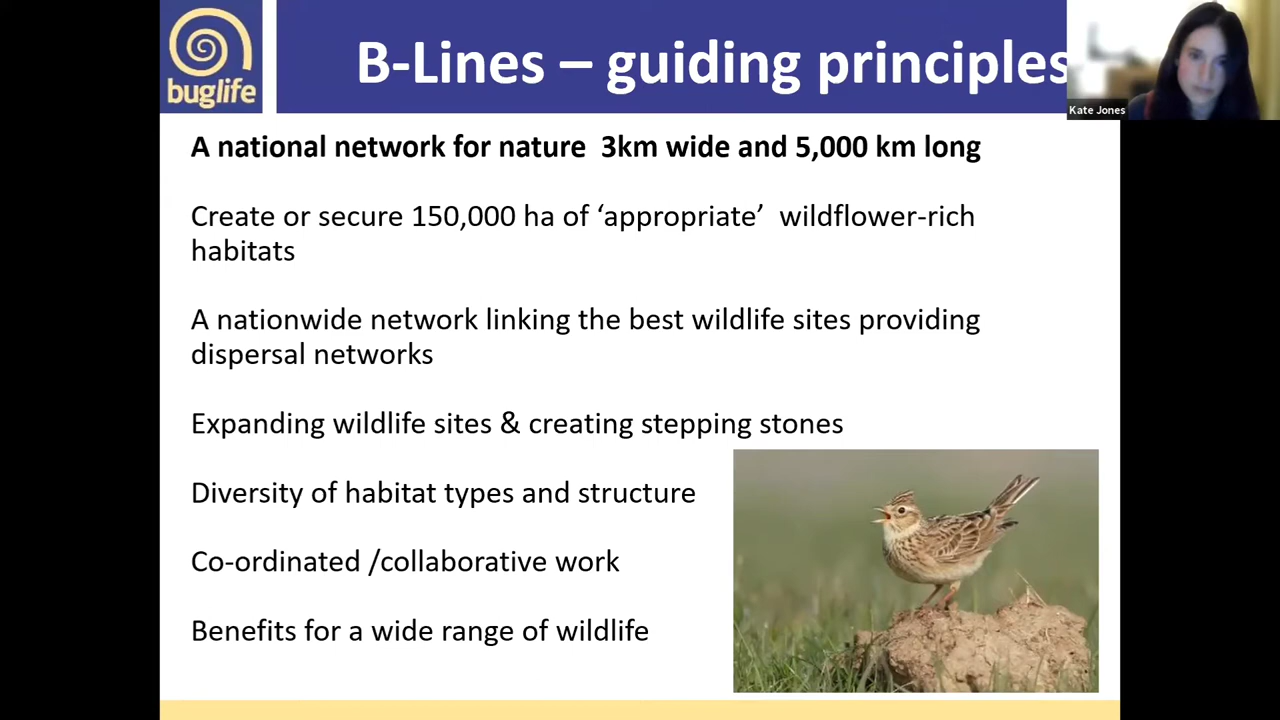 buglife
B-Lines – guiding principles
Kate Jones
A national network for nature  3km wide and 5,000 km long
Create or secure 150,000 ha of ‘appropriate’  wildflower-rich
habitats
A nationwide network linking the best wildlife sites providing
dispersal networks
Expanding wildlife sites & creating stepping stones
Diversity of habitat types and structure
Co-ordinated /collaborative work
Benefits for a wide range of wildlife